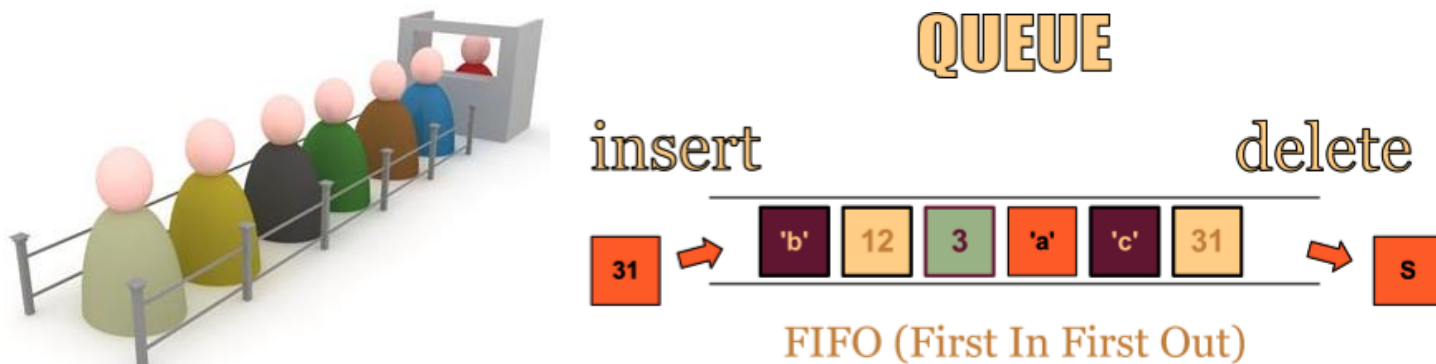 QUEUE
insert delete
31 'b' 12 3 'a' 'c' 31 S
FIFO (First In First Out)